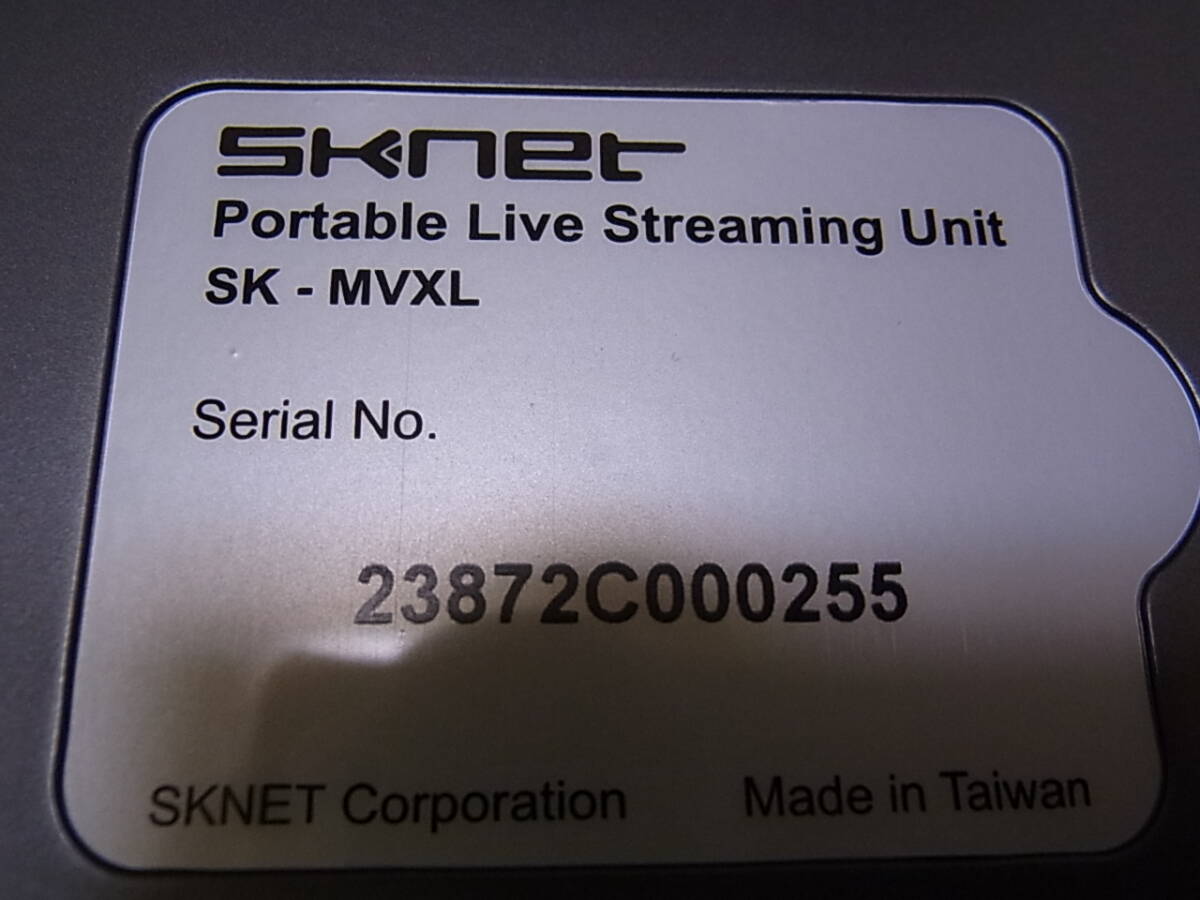 SKnet
Portable Live Streaming Unit
SK - MVXL
Serial No.
23872C000255
SKNET Corporation Made in Taiwan